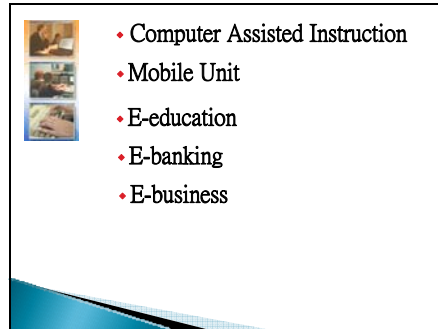 Computer Assisted Instruction
Mobile Unit
E-education
E-banking
E-business